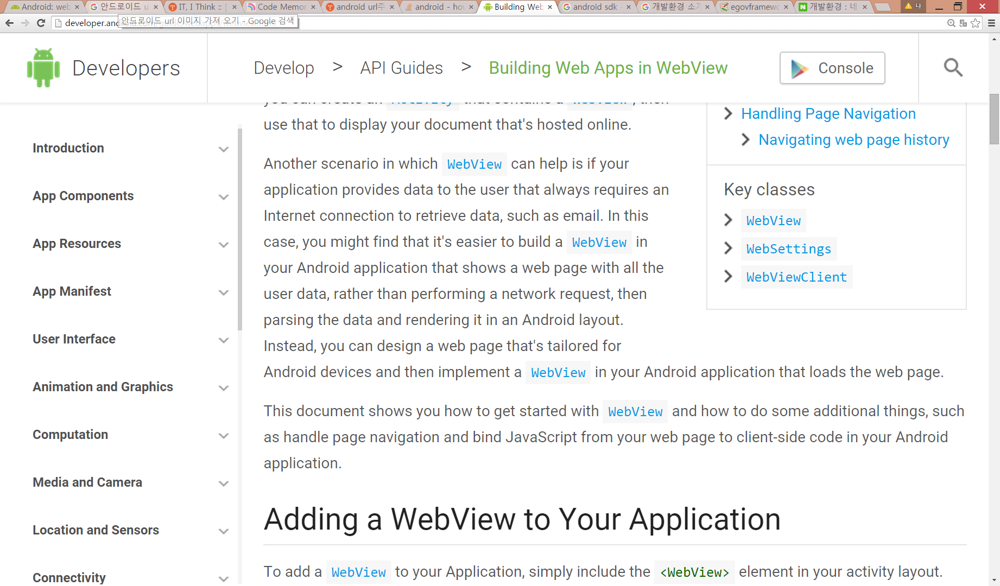 Android: web
안드로이드 u
IT, I Think :: [
Code Memor
android url주
android - how
Building Web
android sdk
개발환경 소개
egovframewo
개발환경 : 네
나
developer.and
안드로이드 url 이미지 가져 오기 - Google 검색
Developers
Develop > API Guides > Building Web Apps in WebView
Console
you can create an Activity that contains a WebView, then
use that to display your document that's hosted online.
Another scenario in which WebView can help is if your
application provides data to the user that always requires an
Internet connection to retrieve data, such as email. In this
case, you might find that it's easier to build a WebView in
your Android application that shows a web page with all the
user data, rather than performing a network request, then
parsing the data and rendering it in an Android layout.
Instead, you can design a web page that's tailored for
Android devices and then implement a WebView in your Android application that loads the web page.
This document shows you how to get started with WebView and how to do some additional things, such
as handle page navigation and bind JavaScript from your web page to client-side code in your Android
application.
Adding a WebView to Your Application
To add a WebView to your Application, simply include the <WebView> element in your activity layout.
Handling Page Navigation
Navigating web page history
Key classes
WebView
WebSettings
WebViewClient
Introduction
App Components
App Resources
App Manifest
User Interface
Animation and Graphics
Computation
Media and Camera
Location and Sensors
Connectivity